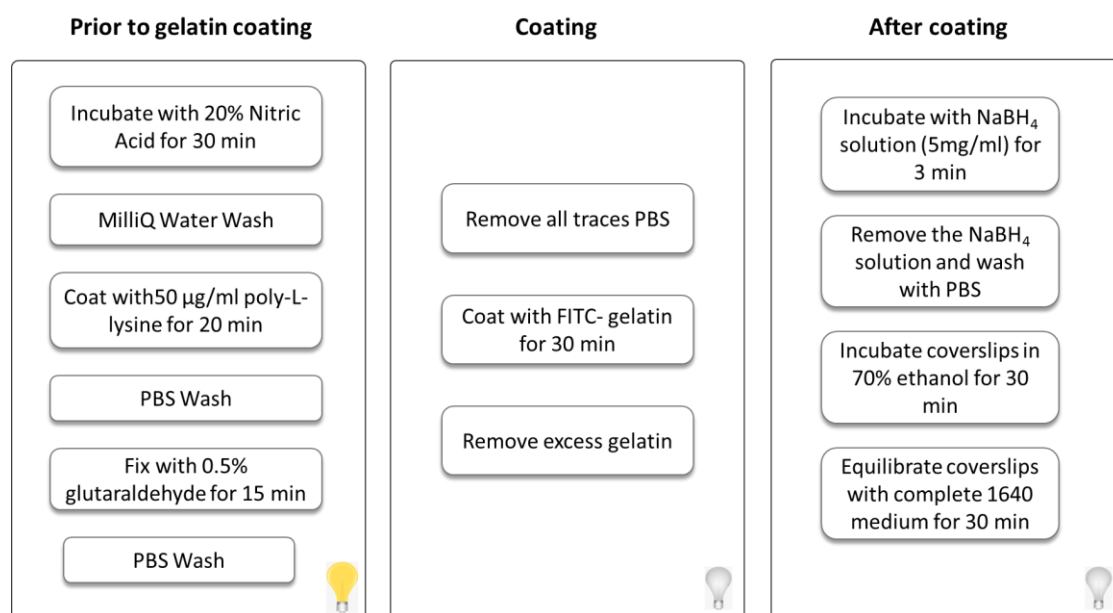 Prior to gelatin coating
Incubate with 20% Nitric
Acid for 30 min
MilliQ Water Wash
Coat with50 µg/ml poly-L-
lysine for 20 min
PBS Wash
Fix with 0.5%
glutaraldehyde for 15 min
PBS Wash
Coating
Remove all traces PBS
Coat with FITC- gelatin
for 30 min
Remove excess gelatin
After coating
Incubate with NaBH₄
solution (5mg/ml) for
3 min
Remove the NaBH₄
solution and wash
with PBS
Incubate coverslips in
70% ethanol for 30
min
Equilibrate coverslips
with complete 1640
medium for 30 min